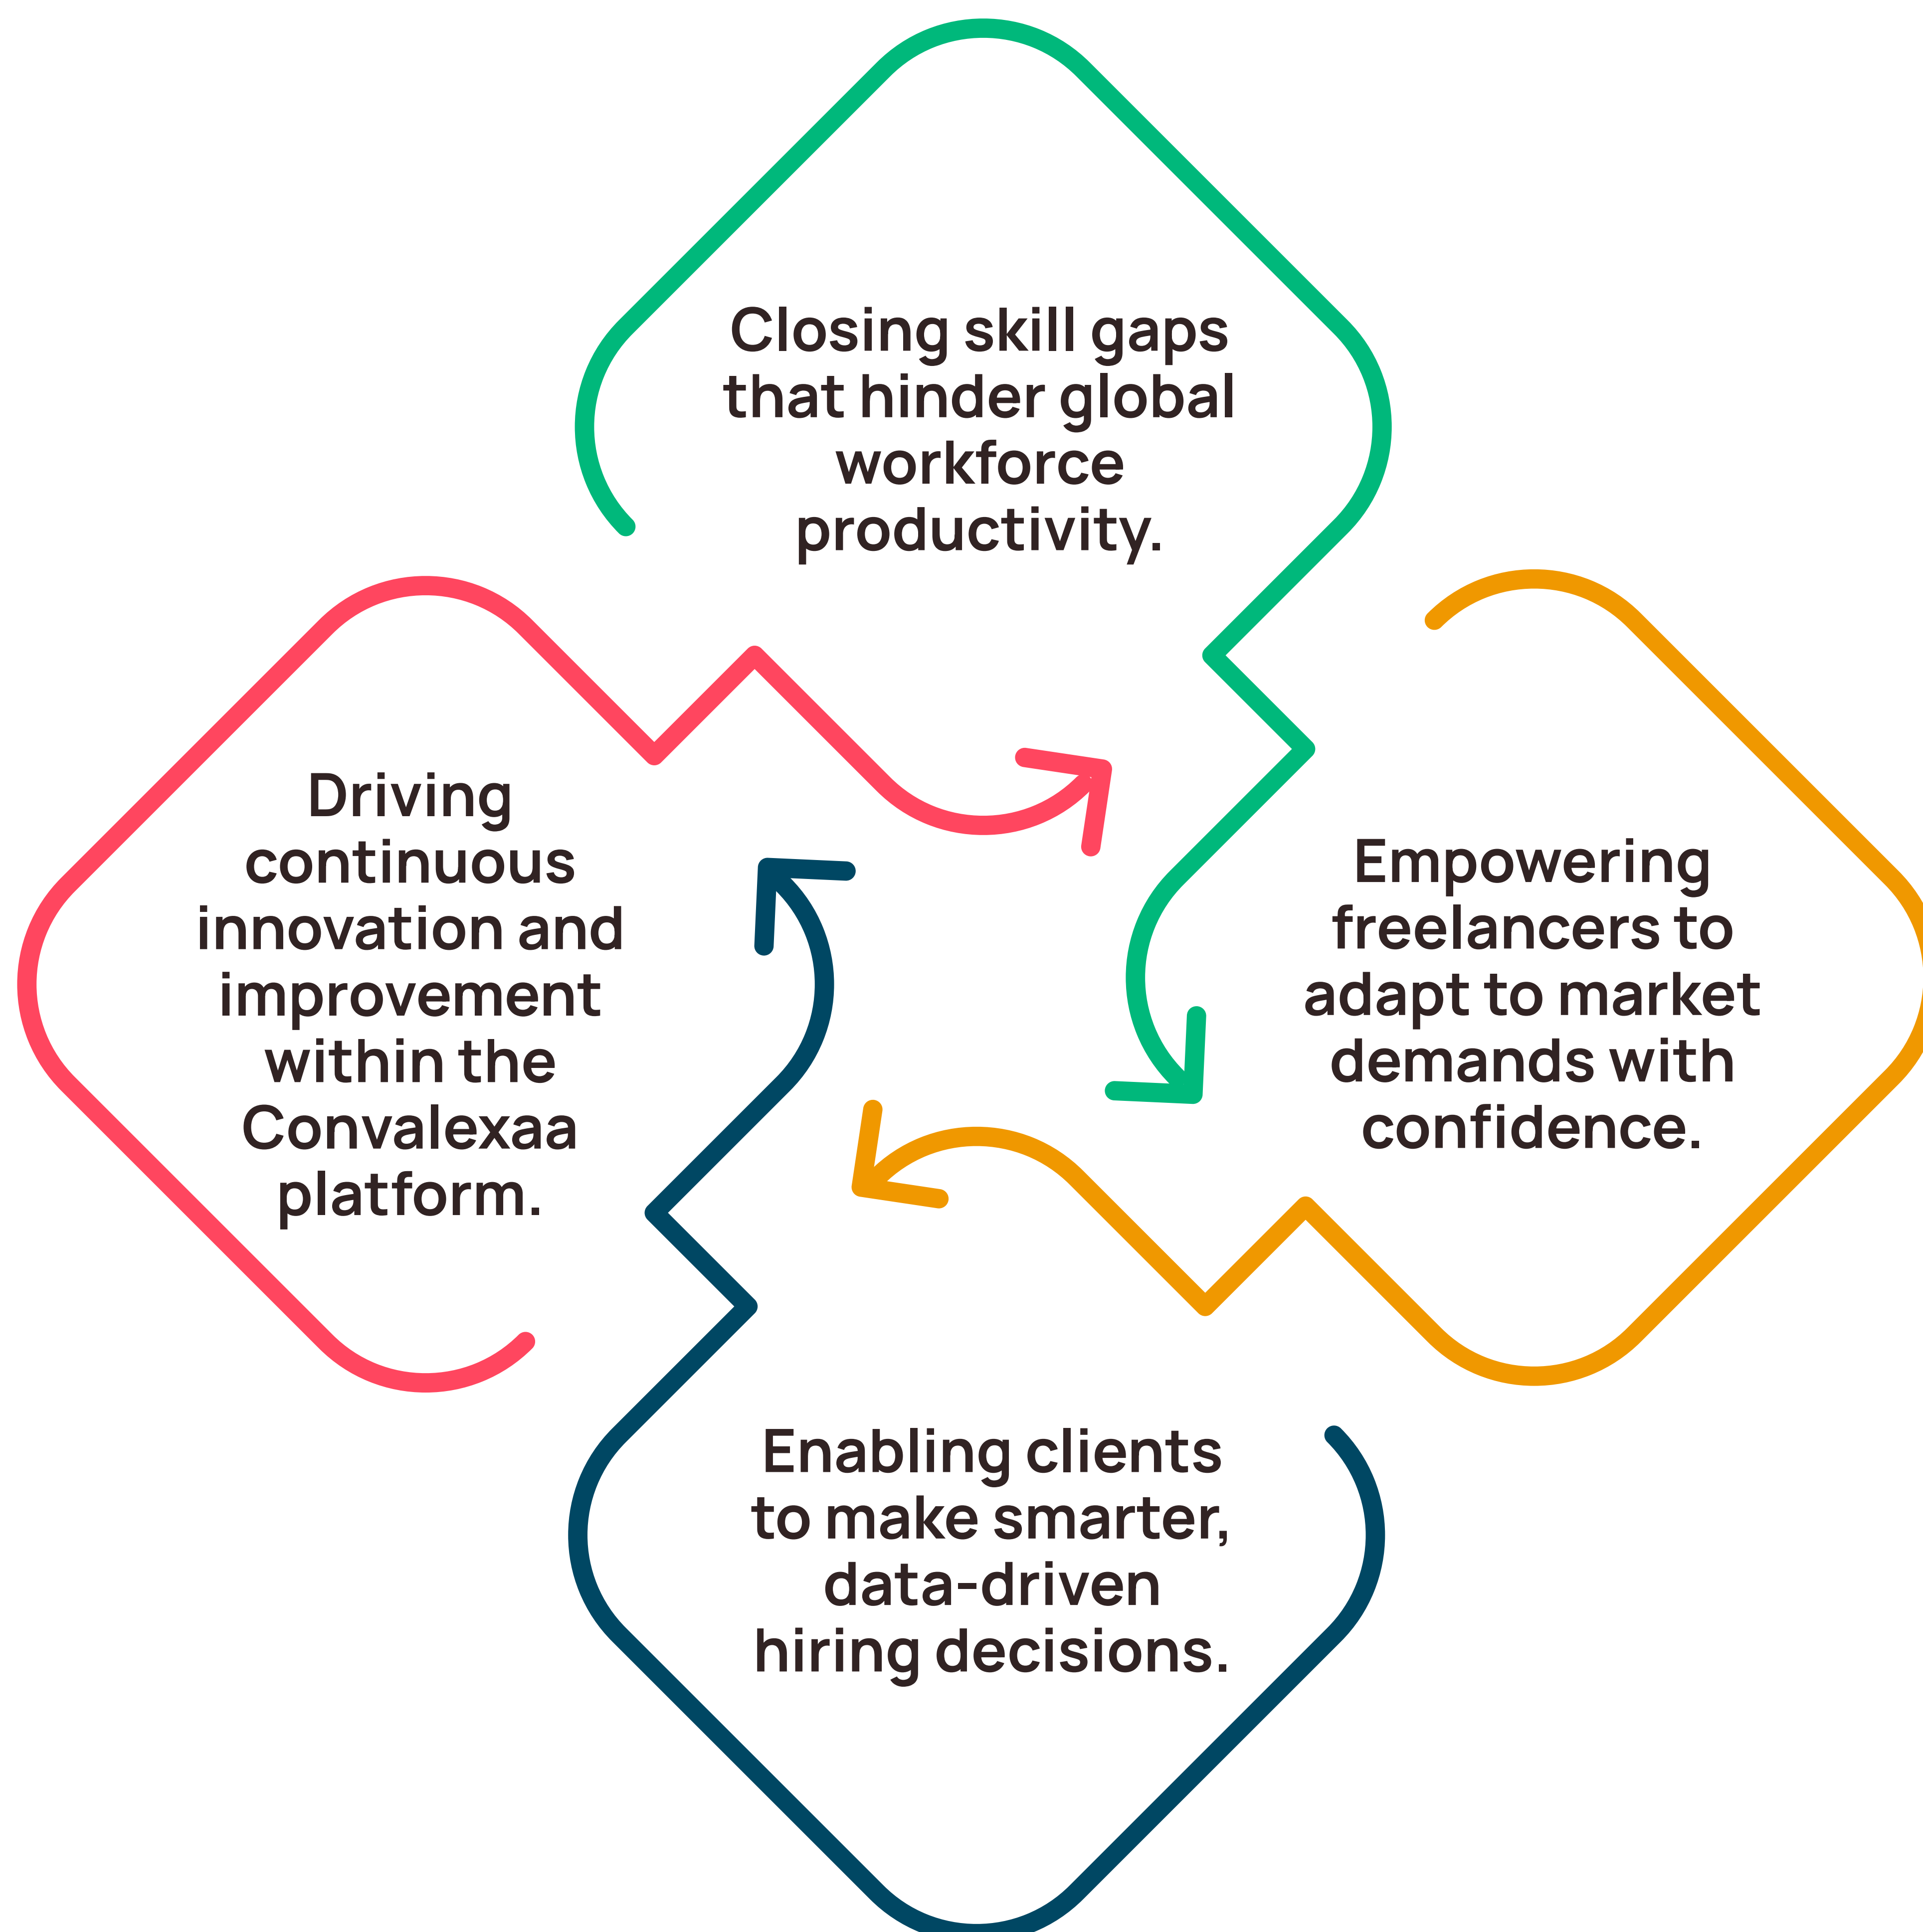 Closing skill gaps
that hinder global
workforce
productivity.
Driving
continuous
innovation and
improvement
within the
Convalexaa
platform.
Empowering
freelancers to
adapt to market
demands with
confidence.
Enabling clients
to make smarter,
data-driven
hiring decisions.